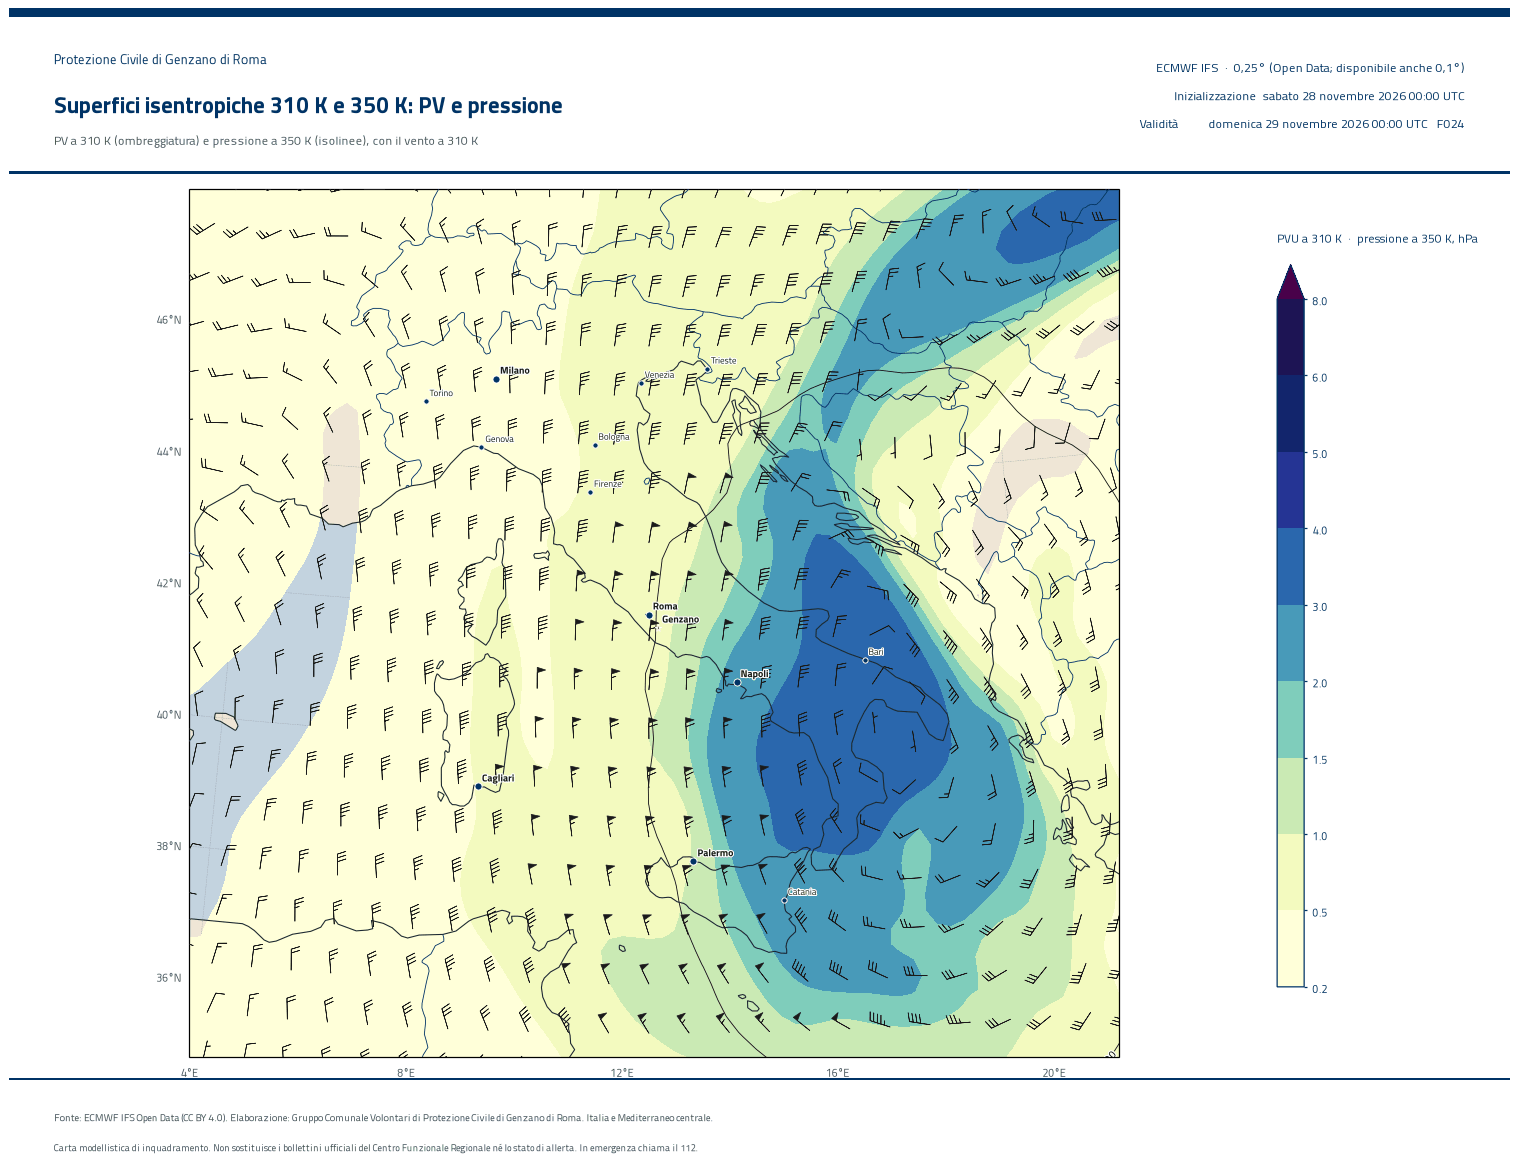 Protezione Civile di Genzano di Roma
Superfici isentropiche 310 K e 350 K: PV e pressione
PV a 310 K (ombreggiatura) e pressione a 350 K (isolinee), con il vento a 310 K
ECMWF IFS · 0,25° (Open Data; disponibile anche 0,1°)
Inizializzazione sabato 28 novembre 2026 00:00 UTC
Validità domenica 29 novembre 2026 00:00 UTC F024
PVU a 310 K · pressione a 350 K, hPa
8.0
6.0
5.0
4.0
3.0
2.0
1.5
1.0
0.5
0.2
46°N
44°N
42°N
40°N
38°N
36°N
4°E
8°E
12°E
16°E
20°E
Trieste
Milano
Venezia
Torino
Genova
Bologna
Firenze
Roma
Genzano
Bari
Napoli
Cagliari
Palermo
Catania
Fonte: ECMWF IFS Open Data (CC BY 4.0). Elaborazione: Gruppo Comunale Volontari di Protezione Civile di Genzano di Roma. Italia e Mediterraneo centrale.
Carta modellistica di inquadramento. Non sostituisce i bollettini ufficiali del Centro Funzionale Regionale né lo stato di allerta. In emergenza chiama il 112.